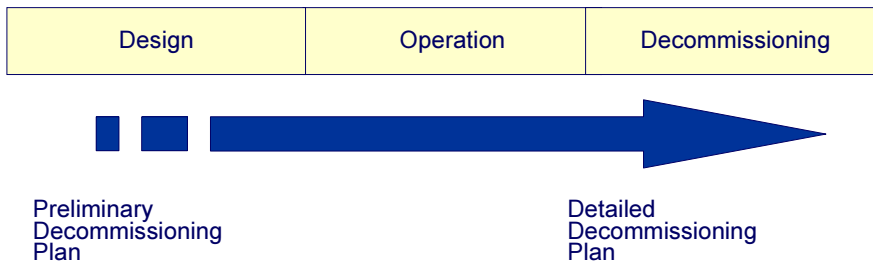 Design Operation Decommissioning
Preliminary
Decommissioning
Plan
Detailed
Decommissioning
Plan